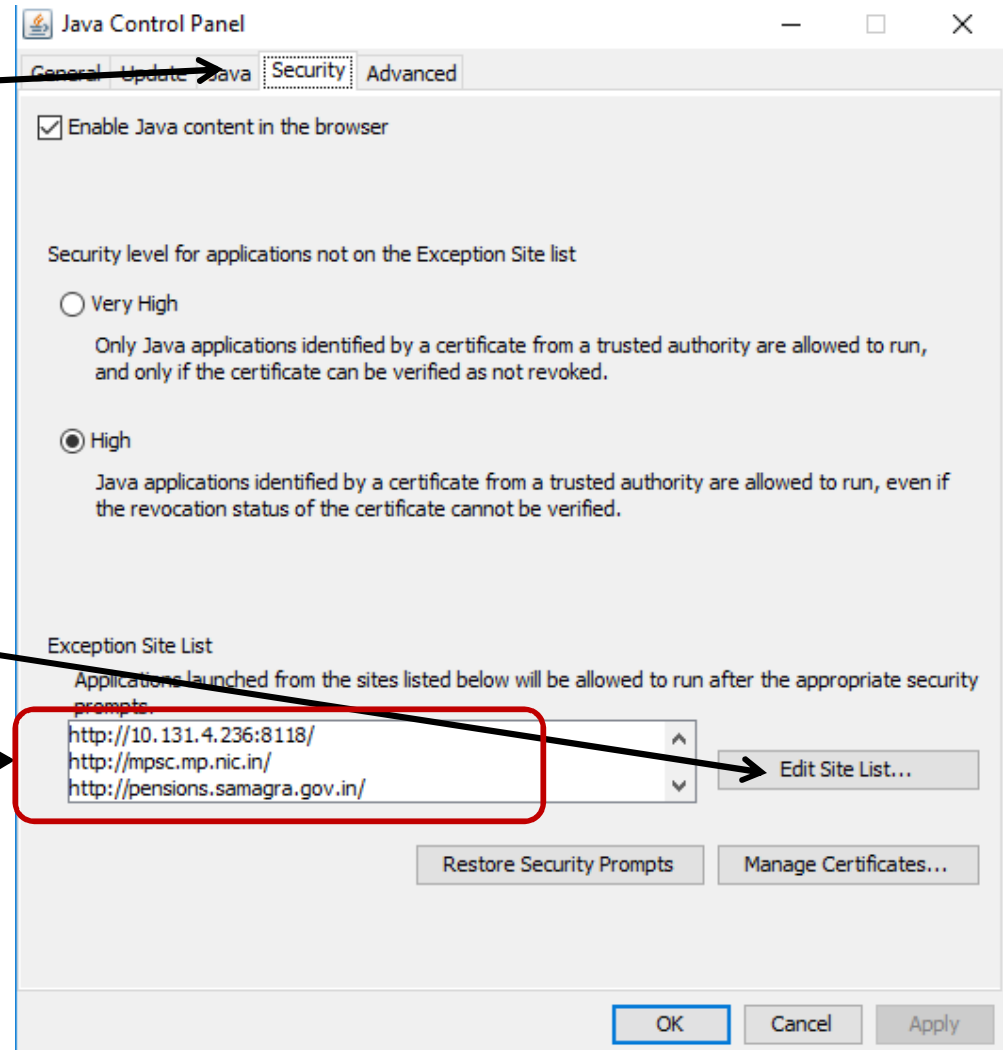 Java Control Panel
General Update Java Security Advanced
Enable Java content in the browser
Security level for applications not on the Exception Site list
Very High
Only Java applications identified by a certificate from a trusted authority are allowed to run,
and only if the certificate can be verified as not revoked.
High
Java applications identified by a certificate from a trusted authority are allowed to run, even if
the revocation status of the certificate cannot be verified.
Exception Site List
Applications launched from the sites listed below will be allowed to run after the appropriate security
prompts.
http://10.131.4.236:8118/
http://mpsc.mp.nic.in/
http://pensions.samagra.gov.in/
Edit Site List...
Restore Security Prompts Manage Certificates...
OK Cancel Apply